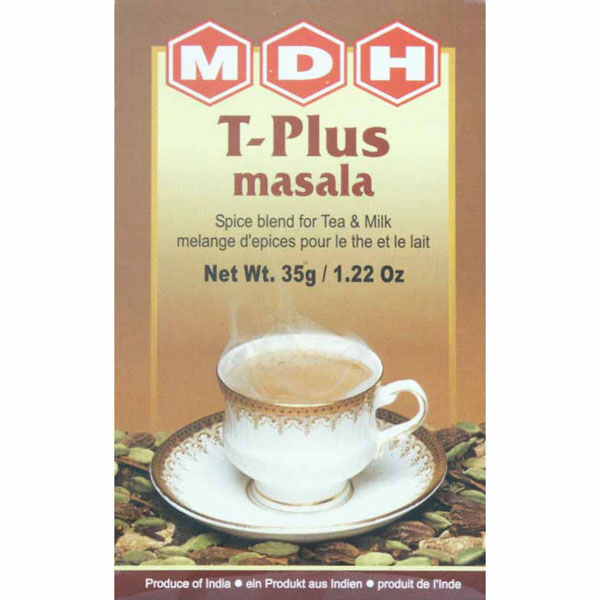 MDH
T-Plus
masala
Spice blend for Tea & Milk
melange d'epices pour le the et le lait
Net Wt. 35g / 1.22 Oz
Produce of India ● ein Produkt aus Indien ● produit de l'Inde